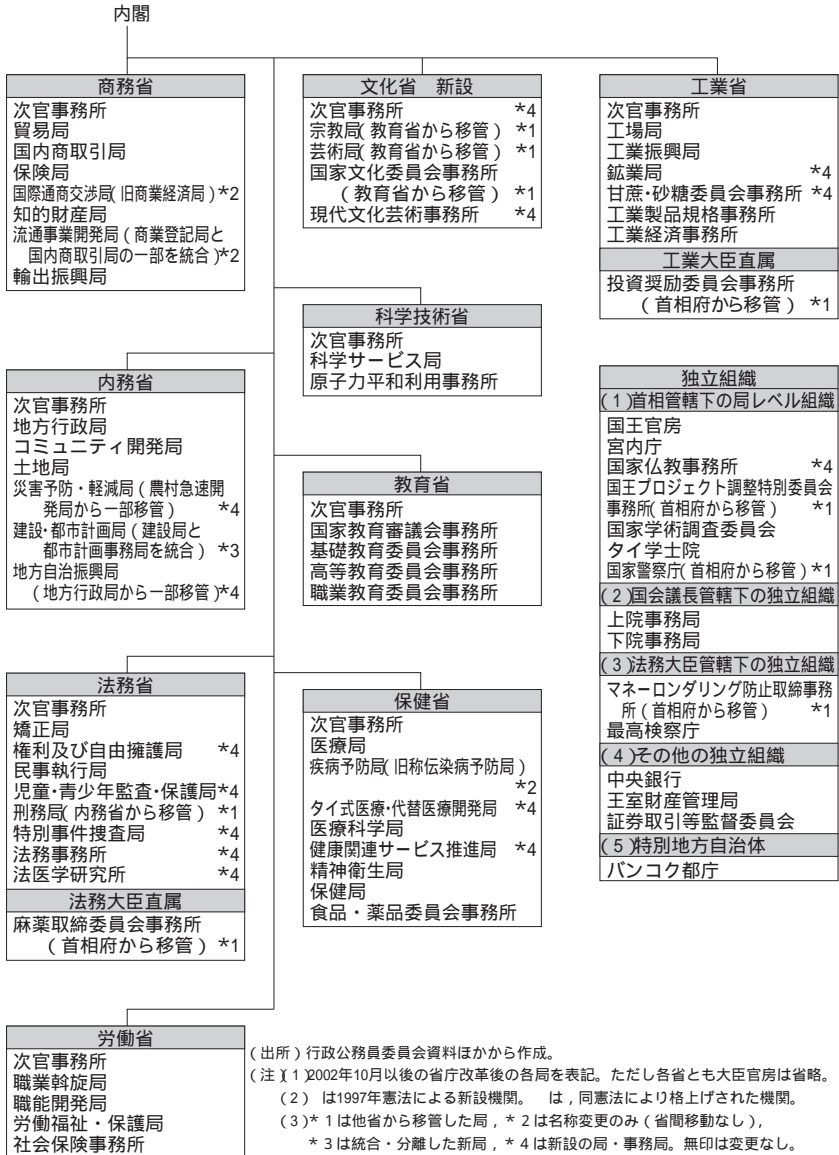 内閣
商務省
次官事務所
貿易局
国内商取引局
保険局
国際通商交渉局(旧商業経済局)*2
知的財産局
流通事業開発局(商業登記局と
国内商取引局の一部を統合)*2
輸出振興局
文化省 新設
次官事務所 *4
宗教局(教育省から移管) *1
芸術局(教育省から移管) *1
国家文化委員会事務所
(教育省から移管) *1
現代文化芸術事務所 *4
工業省
次官事務所
工場局
工業振興局
鉱業局 *4
甘蔗・砂糖委員会事務所 *4
工業製品規格事務所
工業経済事務所
工業大臣直属
投資奨励委員会事務所
(首相府から移管) *1
科学技術省
次官事務所
科学サービス局
原子力平和利用事務所
内務省
次官事務所
地方行政局
コミュニティ開発局
土地局
災害予防・軽減局(農村急速開
発局から一部移管) *4
建設・都市計画局(建設局と
都市計画事務局を統合) *3
地方自治振興局
(地方行政局から一部移管)*4
教育省
次官事務所
国家教育審議会事務所
基礎教育委員会事務所
高等教育委員会事務所
職業教育委員会事務所
独立組織
(1)首相管轄下の局レベル組織
国王官房
宮内庁
国家仏教事務所 *4
国王プロジェクト調整特別委員会
事務所(首相府から移管) *1
国家学術調査委員会
タイ学士院
国家警察庁(首相府から移管)*1
(2)国会議長管轄下の独立組織
上院事務局
下院事務局
(3)法務大臣管轄下の独立組織
マネーロンダリング防止取締事務
所(首相府から移管) *1
最高検察庁
(4)その他の独立組織
中央銀行
王室財産管理局
証券取引等監督委員会
(5)特別地方自治体
バンコク都庁
法務省
次官事務所
矯正局
権利及び自由擁護局 *4
民事執行局
児童・青少年監査・保護局*4
刑務局(内務省から移管) *1
特別事件捜査局 *4
法務事務所 *4
法医学研究所 *4
法務大臣直属
麻薬取締委員会事務所
(首相府から移管) *1
保健省
次官事務所
医療局
疾病予防局(旧称伝染病予防局)
*2
タイ式医療・代替医療開発局 *4
医療科学局
健康関連サービス推進局 *4
精神衛生局
保健局
食品・薬品委員会事務所
労働省
次官事務所
職業斡旋局
職能開発局
労働福祉・保護局
社会保険事務所
(出所)行政公務員委員会資料ほかから作成。
(注)(1)2002年10月以後の省庁改革後の各局を表記。ただし各省とも大臣官房は省略。
(2) は1997年憲法による新設機関。 は,同憲法により格上げされた機関。
(3)*1は他省から移管した局,*2は名称変更のみ(省間移動なし),
*3は統合・分離した新局,*4は新設の局・事務局。無印は変更なし。